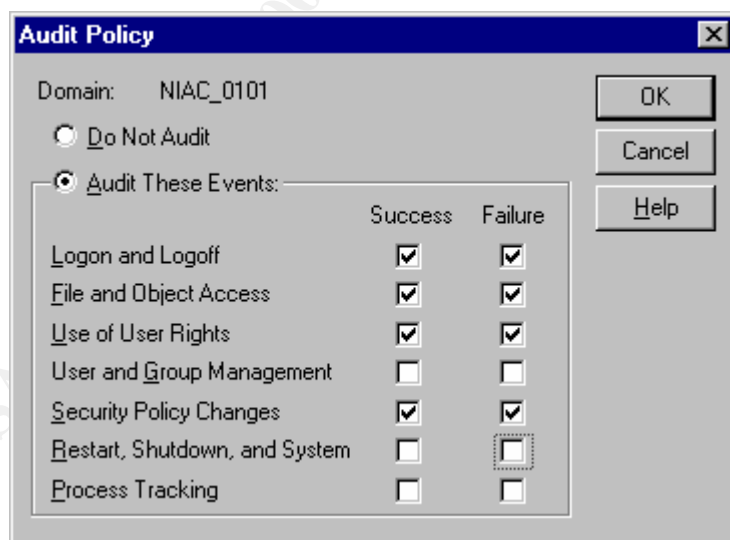 Audit Policy
Domain: NIAC_0101
Do Not Audit
Audit These Events:
Success Failure
Logon and Logoff
File and Object Access
Use of User Rights
User and Group Management
Security Policy Changes
Restart, Shutdown, and System
Process Tracking
OK
Cancel
Help